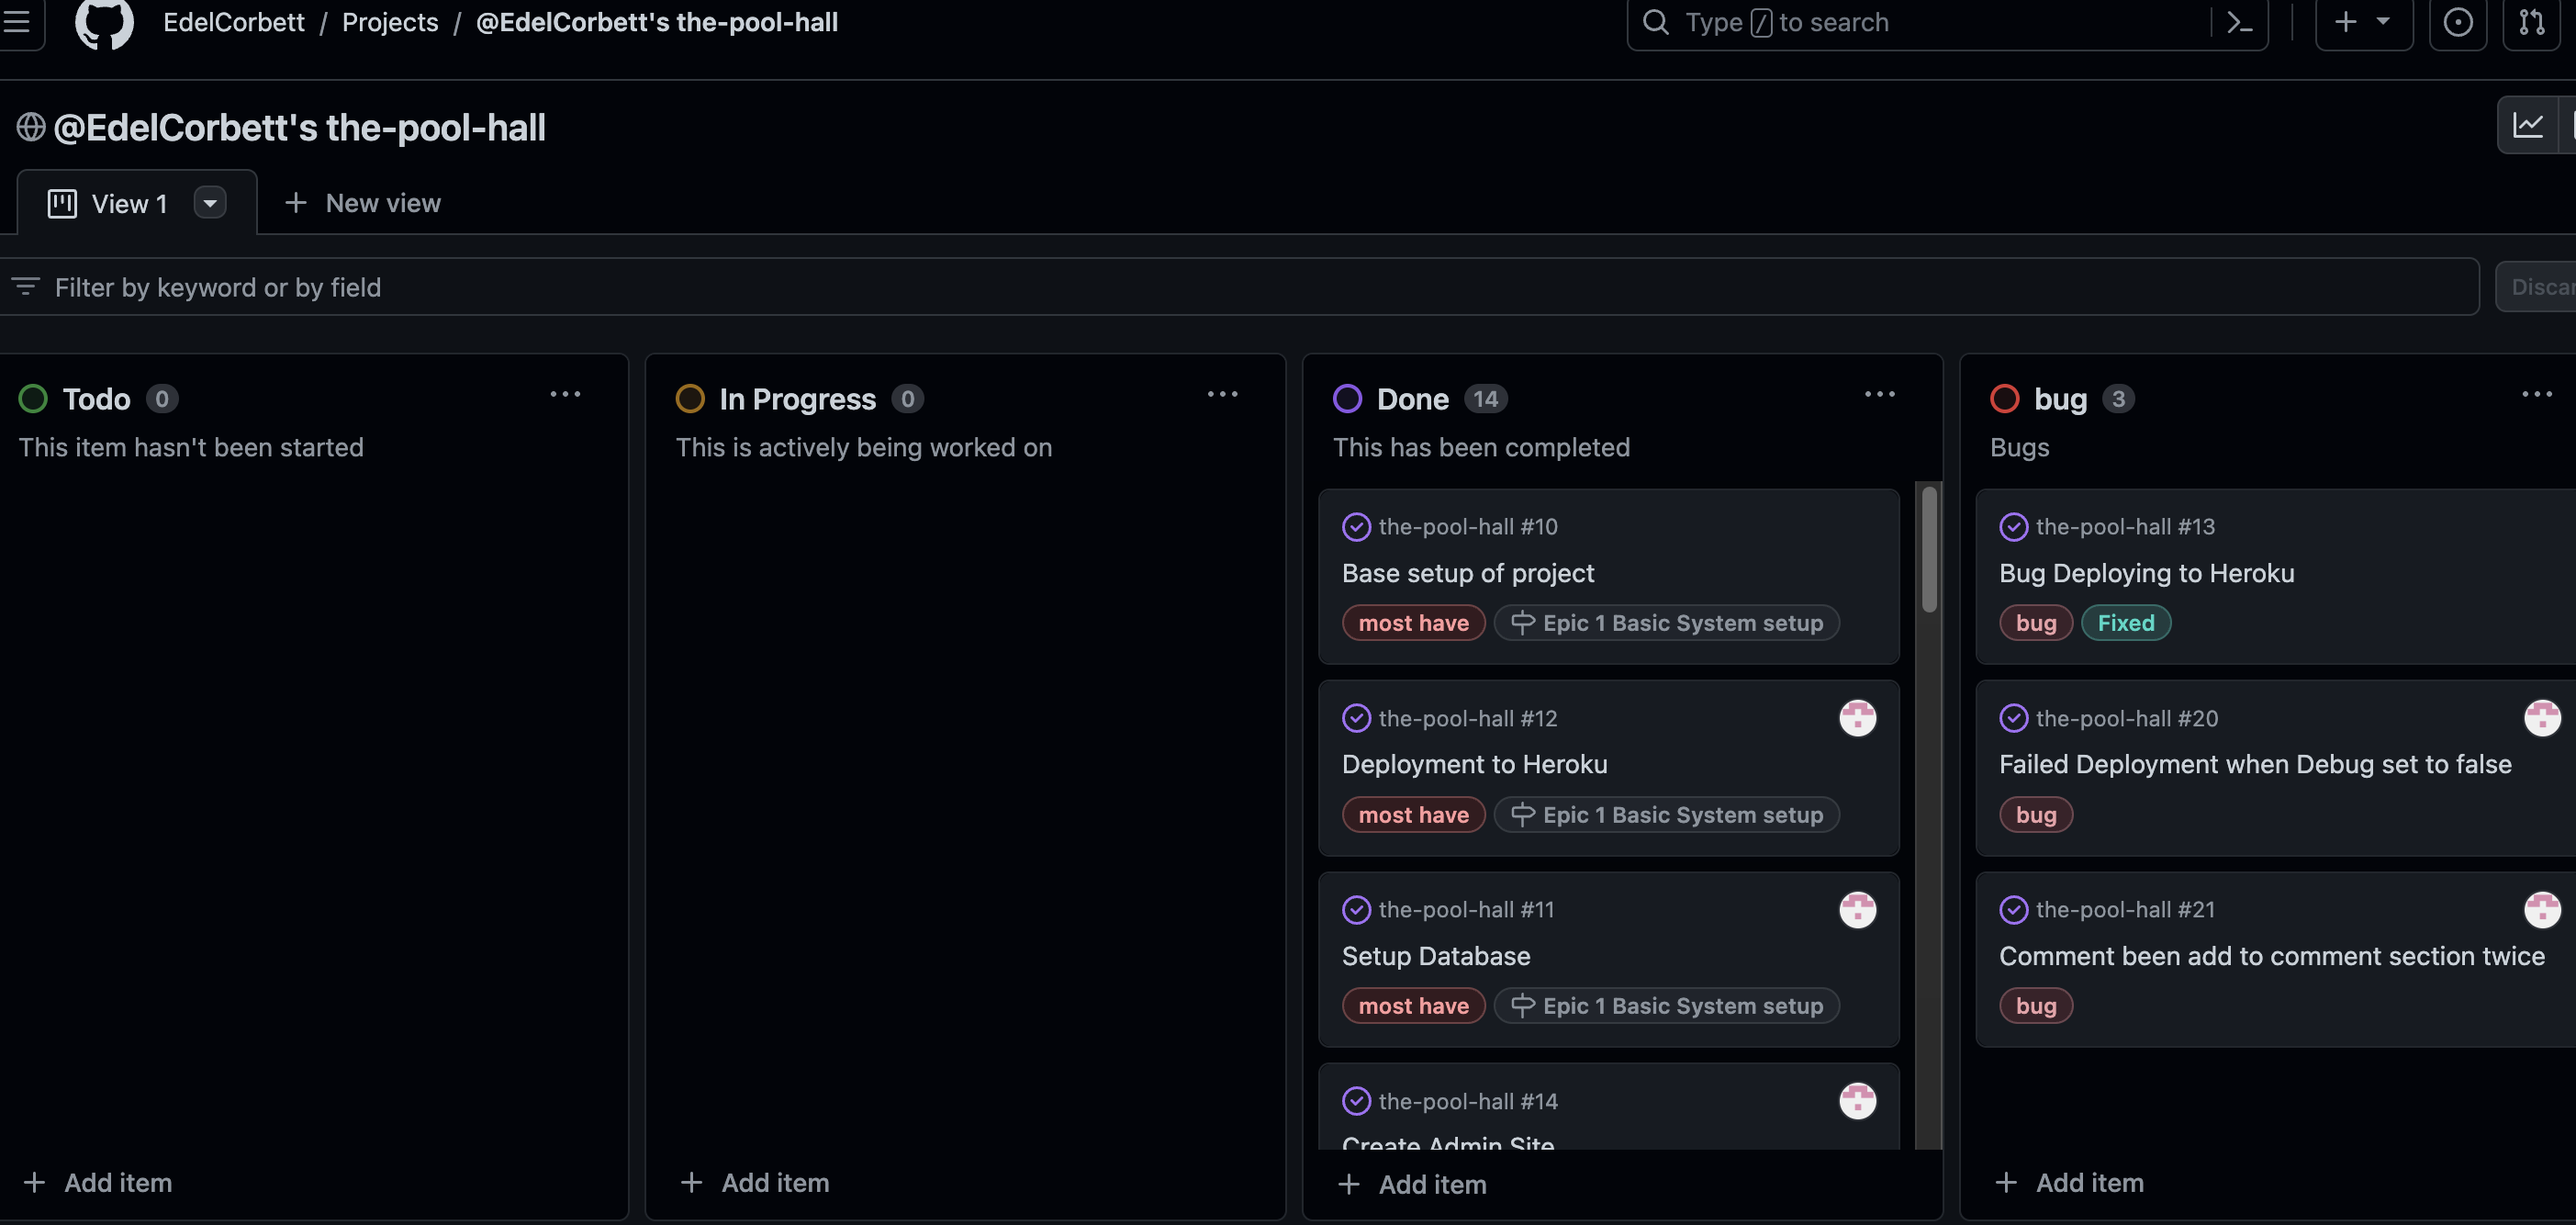 EdelCorbett / Projects / @EdelCorbett's the-pool-hall
Type / to search
@EdelCorbett's the-pool-hall
View 1
New view
Filter by keyword or by field
Discar
Todo 0
This item hasn't been started
Add item
In Progress 0
This is actively being worked on
Add item
Done 14
This has been completed
the-pool-hall #10
Base setup of project
most have Epic 1 Basic System setup
the-pool-hall #12
Deployment to Heroku
most have Epic 1 Basic System setup
the-pool-hall #11
Setup Database
most have Epic 1 Basic System setup
the-pool-hall #14
Create Admin Site
Add item
bug 3
Bugs
the-pool-hall #13
Bug Deploying to Heroku
bug Fixed
the-pool-hall #20
Failed Deployment when Debug set to false
bug
the-pool-hall #21
Comment been add to comment section twice
bug
Add item